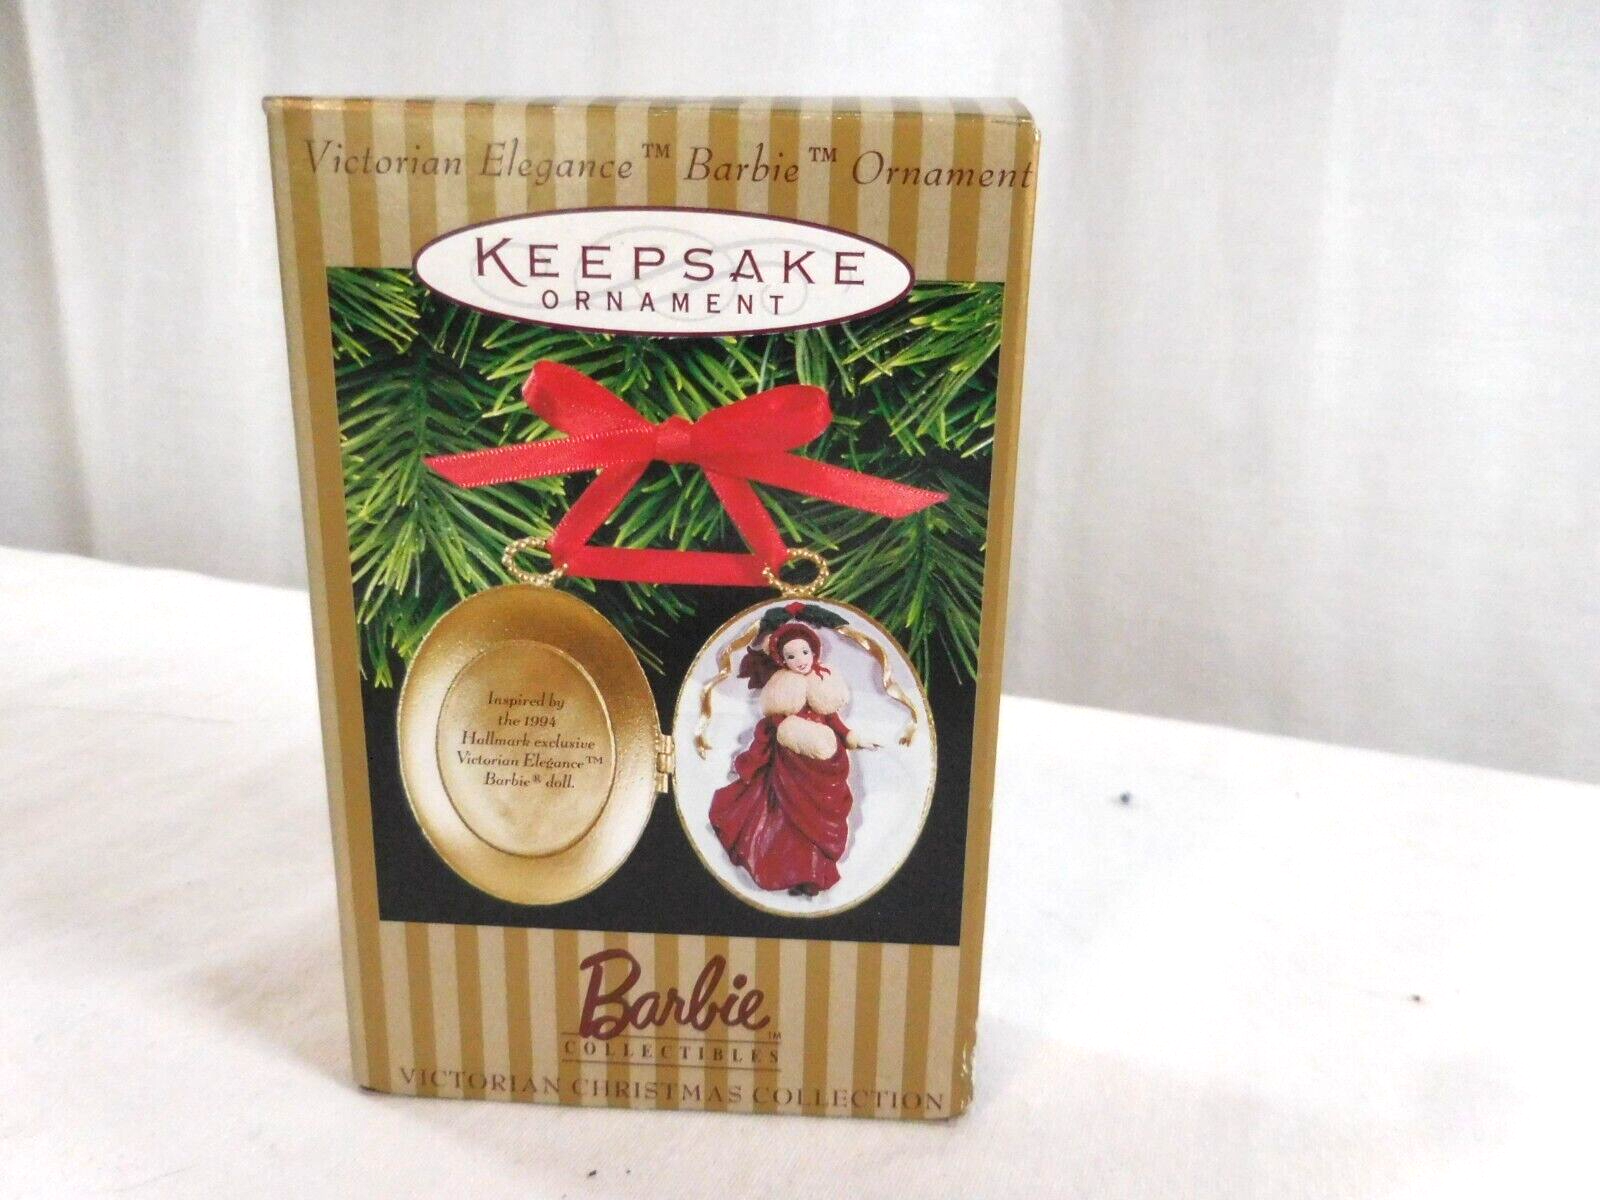 Victorian Elegance™ Barbie™ Ornament
KEEPSAKE
ORNAMENT
Inspired by
the 1994
Hallmark exclusive
Victorian Elegance™
Barbie® doll.
Barbie™
COLLECTIBLES
VICTORIAN CHRISTMAS COLLECTION